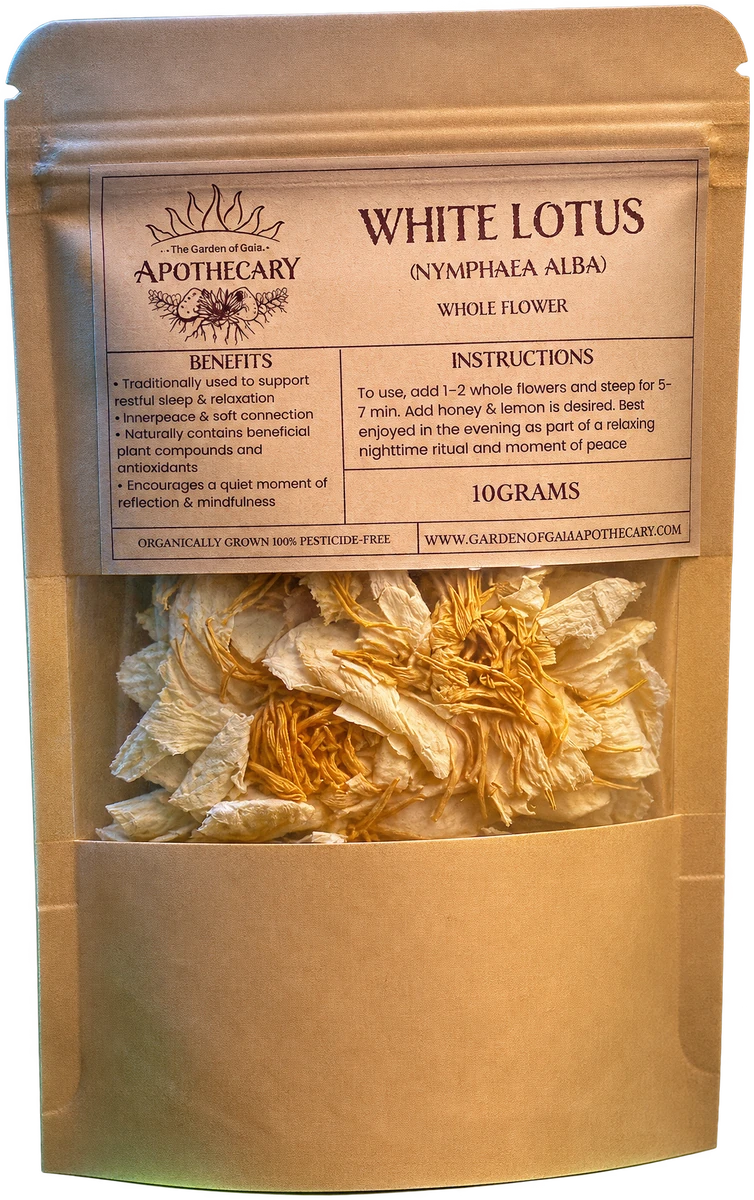 The Garden of Gaia.
APOTHECARY
WHITE LOTUS
(NYMPHAEA ALBA)
WHOLE FLOWER
BENEFITS
• Traditionally used to support
restful sleep & relaxation
• Innerpeace & soft connection
• Naturally contains beneficial
plant compounds and
antioxidants
• Encourages a quiet moment of
reflection & mindfulness
INSTRUCTIONS
To use, add 1-2 whole flowers and steep for 5-
7 min. Add honey & lemon is desired. Best
enjoyed in the evening as part of a relaxing
nighttime ritual and moment of peace
10GRAMS
ORGANICALLY GROWN 100% PESTICIDE-FREE
WWW.GARDENOFGAIAAPOTHECARY.COM